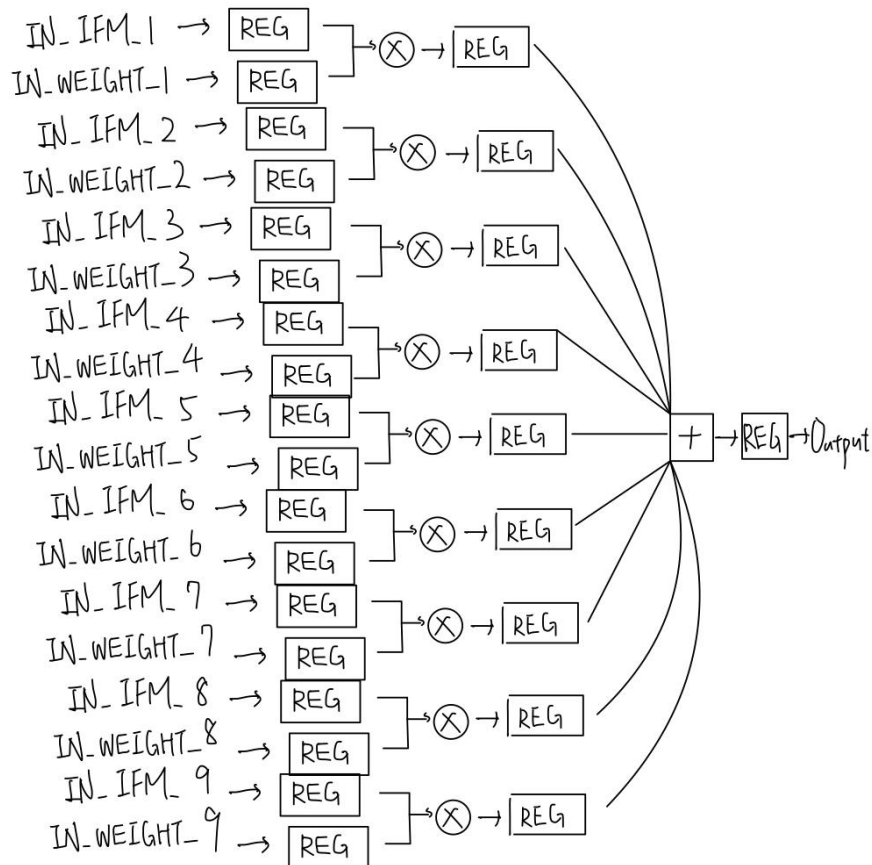 IN_IFM_1 → REG
REG
IN_WEIGHT_1 → REG
IN_IFM_2 → REG
REG
IN_WEIGHT_2 → REG
IN_IFM_3 → REG
REG
IN_WEIGHT_3 → REG
IN_IFM_4 → REG
REG
IN_WEIGHT_4 → REG
IN_IFM_5 → REG
REG
+ → REG → Output
IN_WEIGHT_5 → REG
IN_IFM_6 → REG
REG
IN_WEIGHT_6 → REG
IN_IFM_7 → REG
REG
IN_WEIGHT_7 → REG
IN_IFM_8 → REG
REG
IN_WEIGHT_8 → REG
IN_IFM_9 → REG
REG
IN_WEIGHT_9 → REG